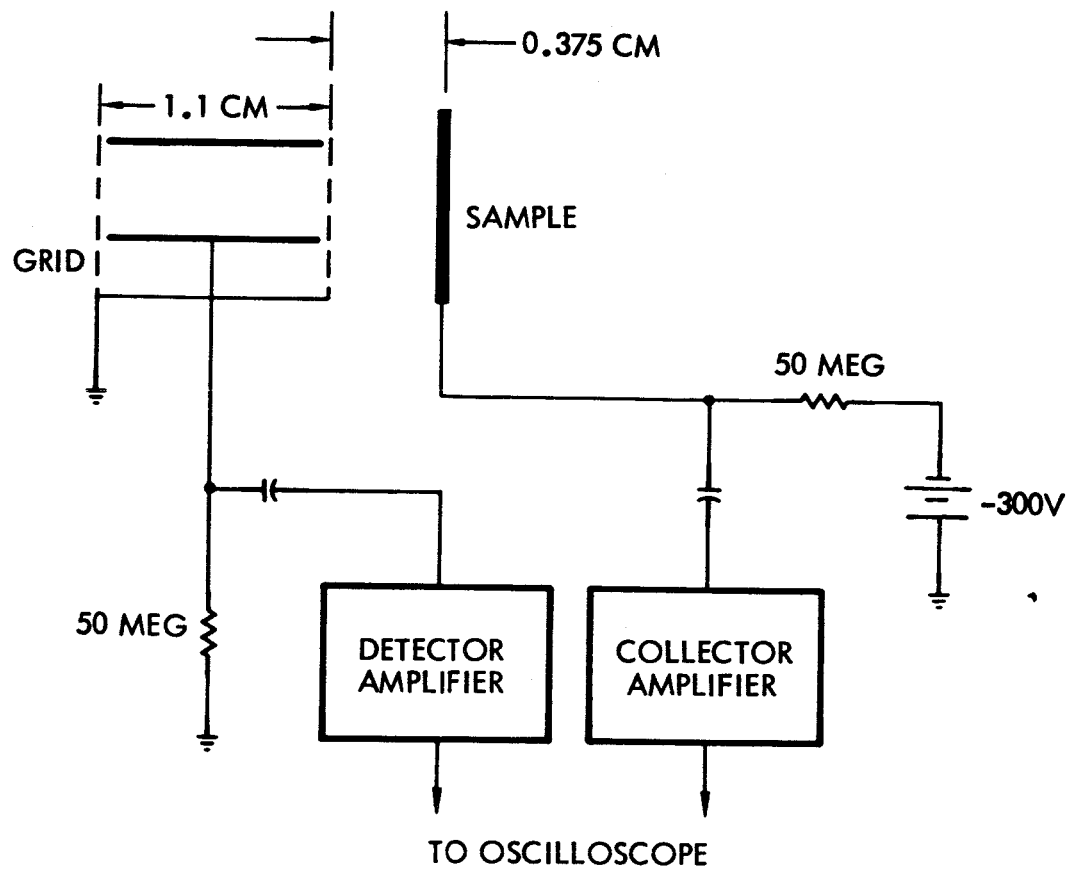 0.375 CM
1.1 CM
SAMPLE
GRID
50 MEG
-300V
50 MEG
DETECTOR
AMPLIFIER
COLLECTOR
AMPLIFIER
TO OSCILLOSCOPE